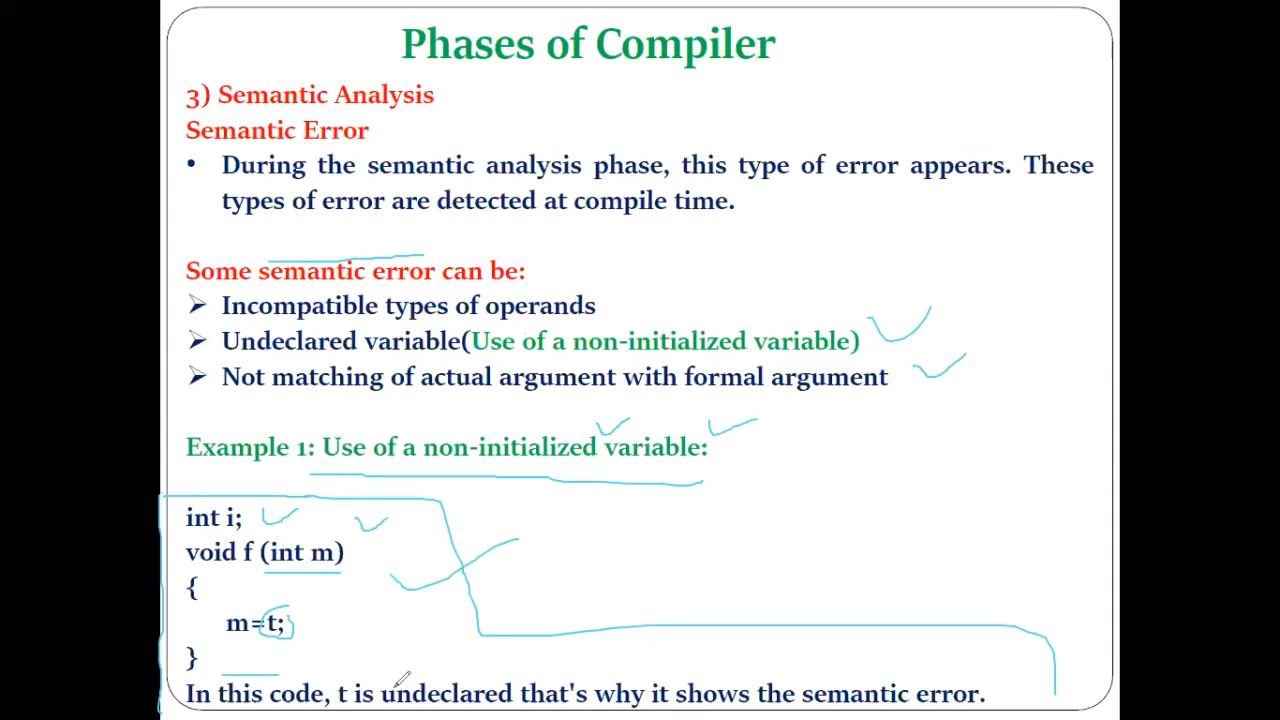 Phases of Compiler
3) Semantic Analysis
Semantic Error
• During the semantic analysis phase, this type of error appears. These
types of error are detected at compile time.
Some semantic error can be:
➢ Incompatible types of operands
➢ Undeclared variable(Use of a non-initialized variable)
➢ Not matching of actual argument with formal argument
Example 1: Use of a non-initialized variable:
int i;
void f (int m)
{
m=t;
}
In this code, t is undeclared that's why it shows the semantic error.